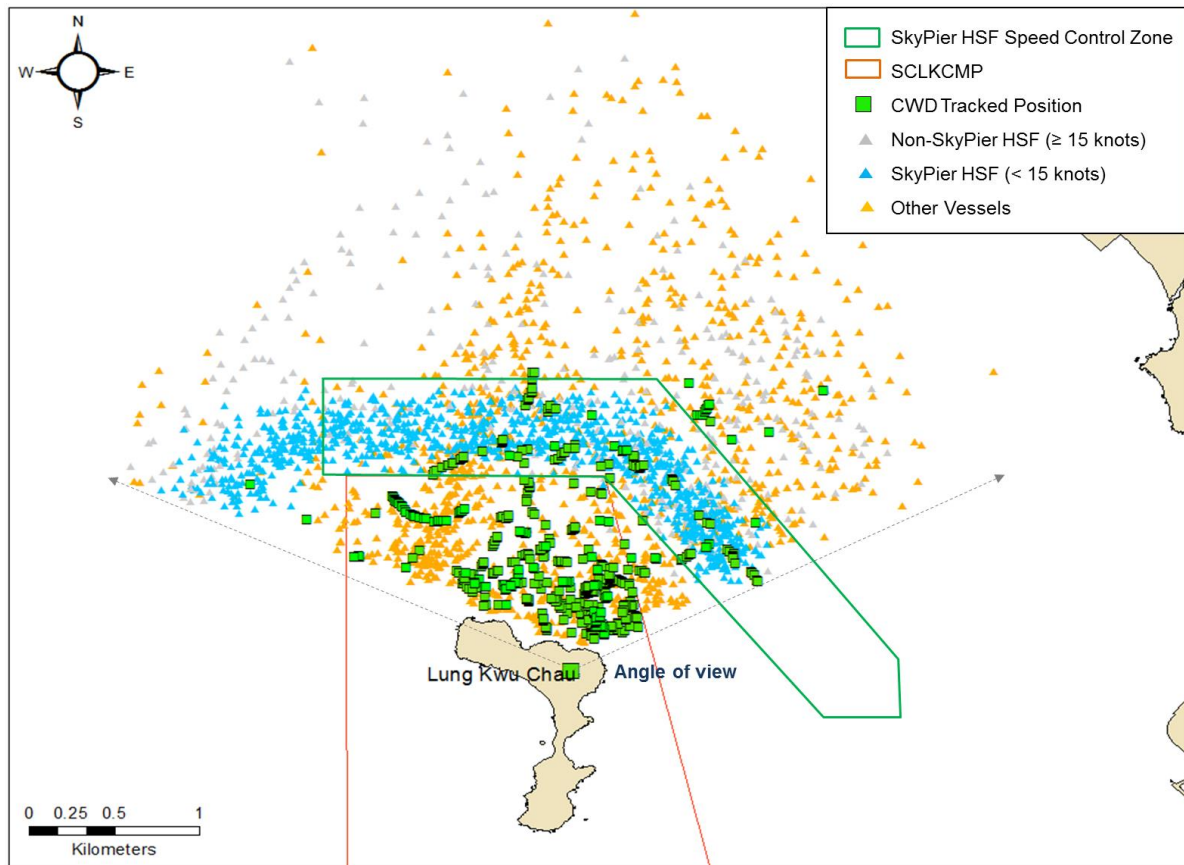 N
W E
S
SkyPier HSF Speed Control Zone
SCLKCMP
CWD Tracked Position
Non-SkyPier HSF (≥ 15 knots)
SkyPier HSF (< 15 knots)
Other Vessels
Lung Kwu Chau
Angle of view
0 0.25 0.5 1
Kilometers